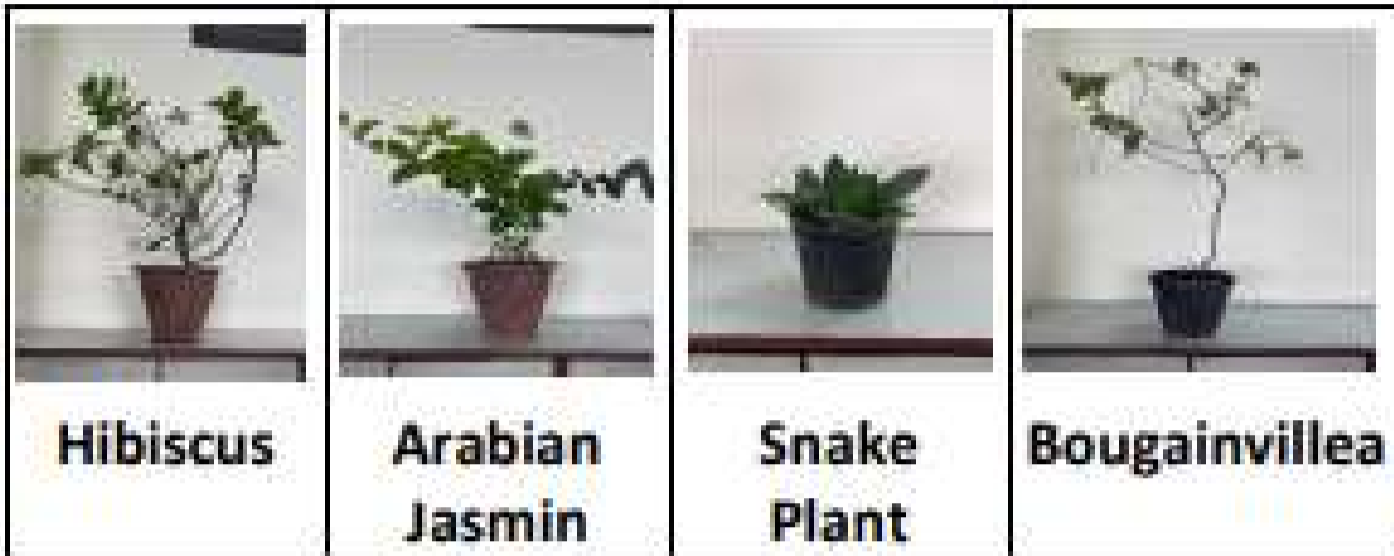 Hibiscus
Arabian
Jasmin
Snake
Plant
Bougainvillea